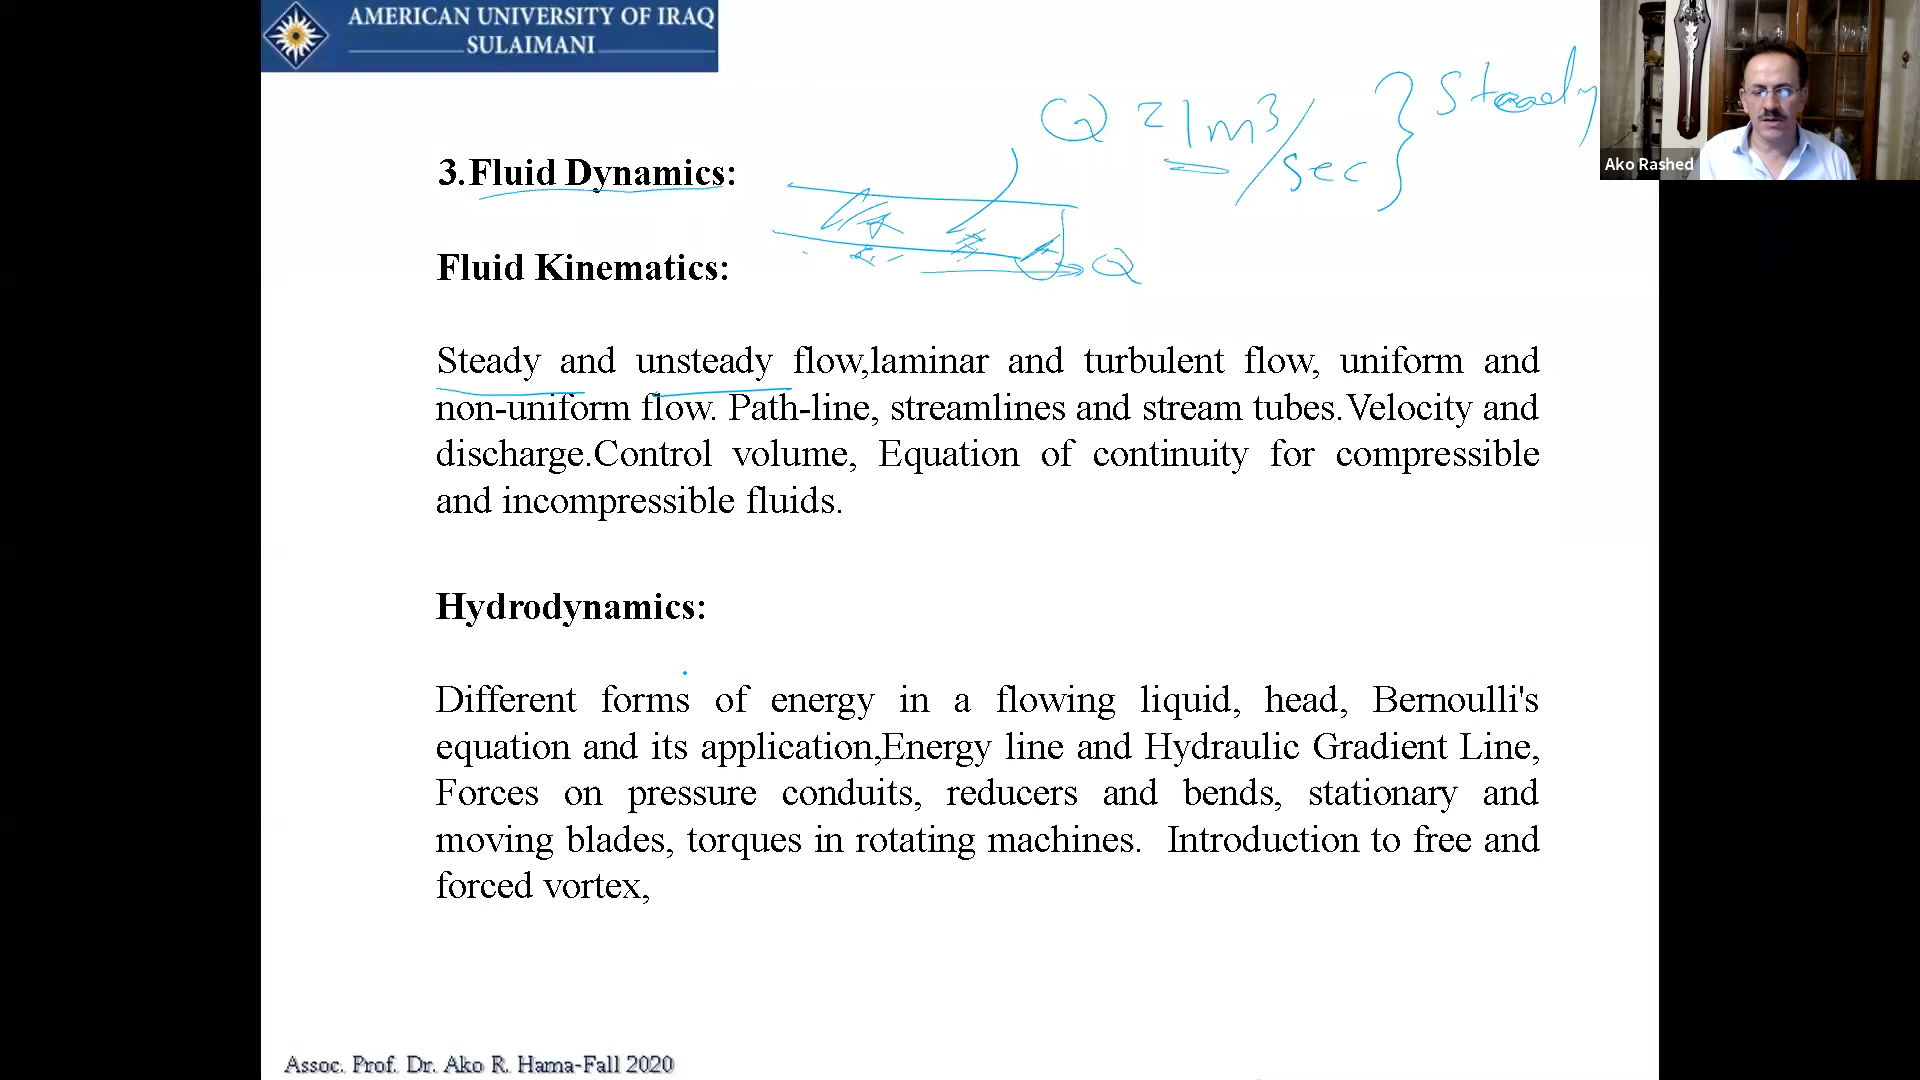 AMERICAN UNIVERSITY OF IRAQ
SULAIMANI
Q = 1 m³/sec } Steady
Ako Rashed
3.Fluid Dynamics:
Q
Fluid Kinematics:
Steady and unsteady flow,laminar and turbulent flow, uniform and
non-uniform flow. Path-line, streamlines and stream tubes.Velocity and
discharge.Control volume, Equation of continuity for compressible
and incompressible fluids.
Hydrodynamics:
Different forms of energy in a flowing liquid, head, Bernoulli's
equation and its application,Energy line and Hydraulic Gradient Line,
Forces on pressure conduits, reducers and bends, stationary and
moving blades, torques in rotating machines. Introduction to free and
forced vortex,
Assoc. Prof. Dr. Ako R. Hama-Fall 2020